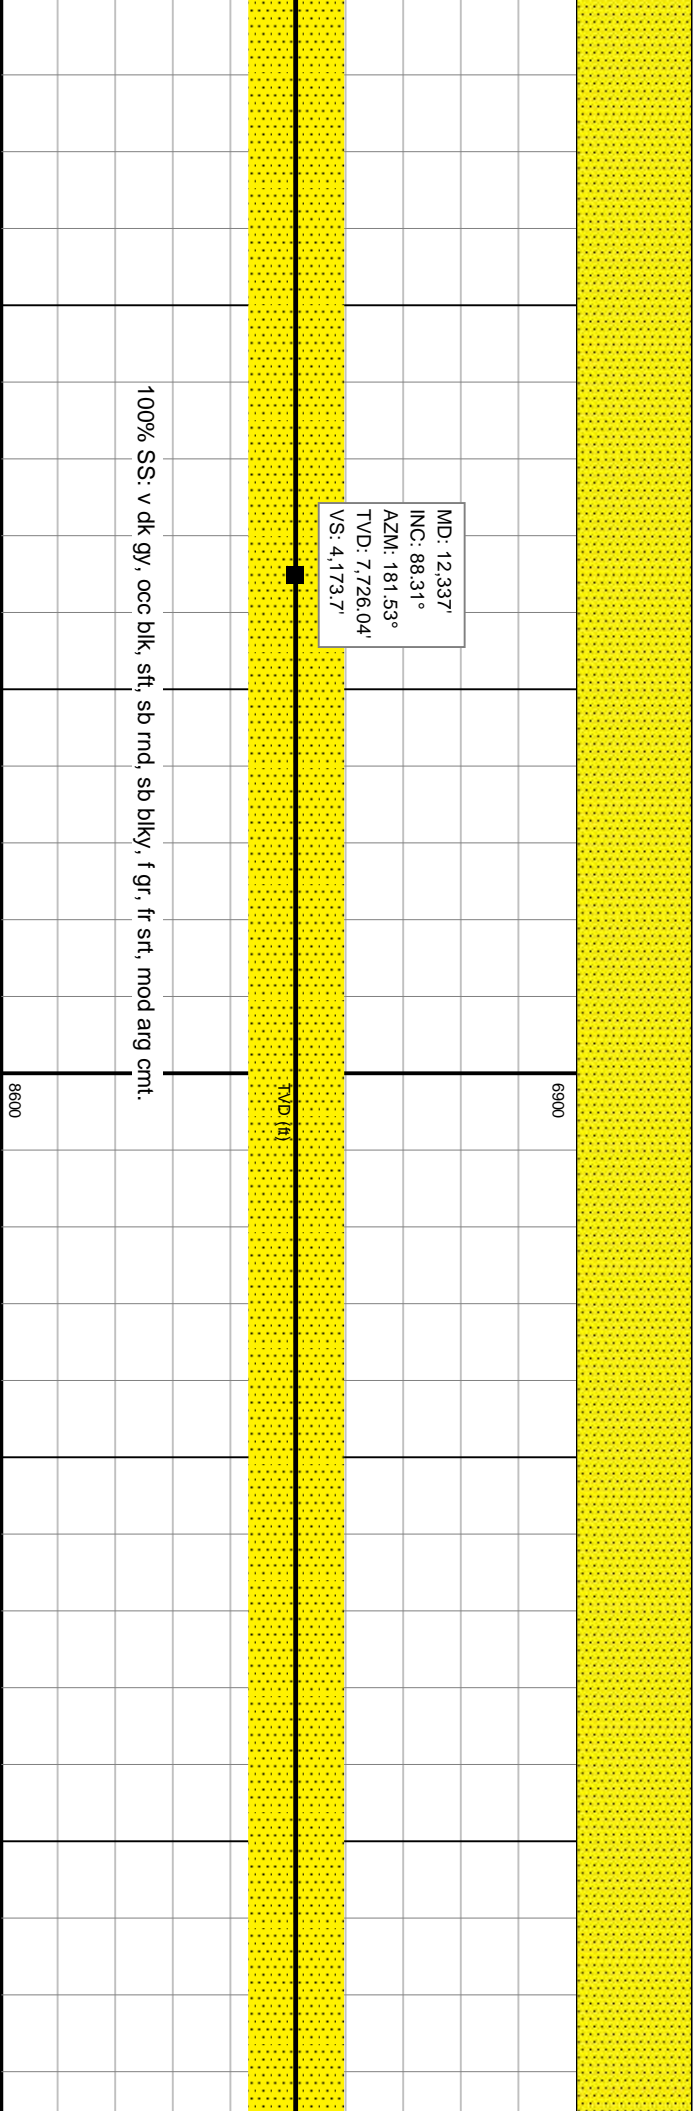 6900
MD: 12,337'
INC: 88.31°
AZM: 181.53°
TVD: 7,726.04'
VS: 4,173.7'
TVD (ft)
100% SS: v dk gy, occ blk, sft, sb rnd, sb blky, f gr, fr srt, mod arg cmt.
8600